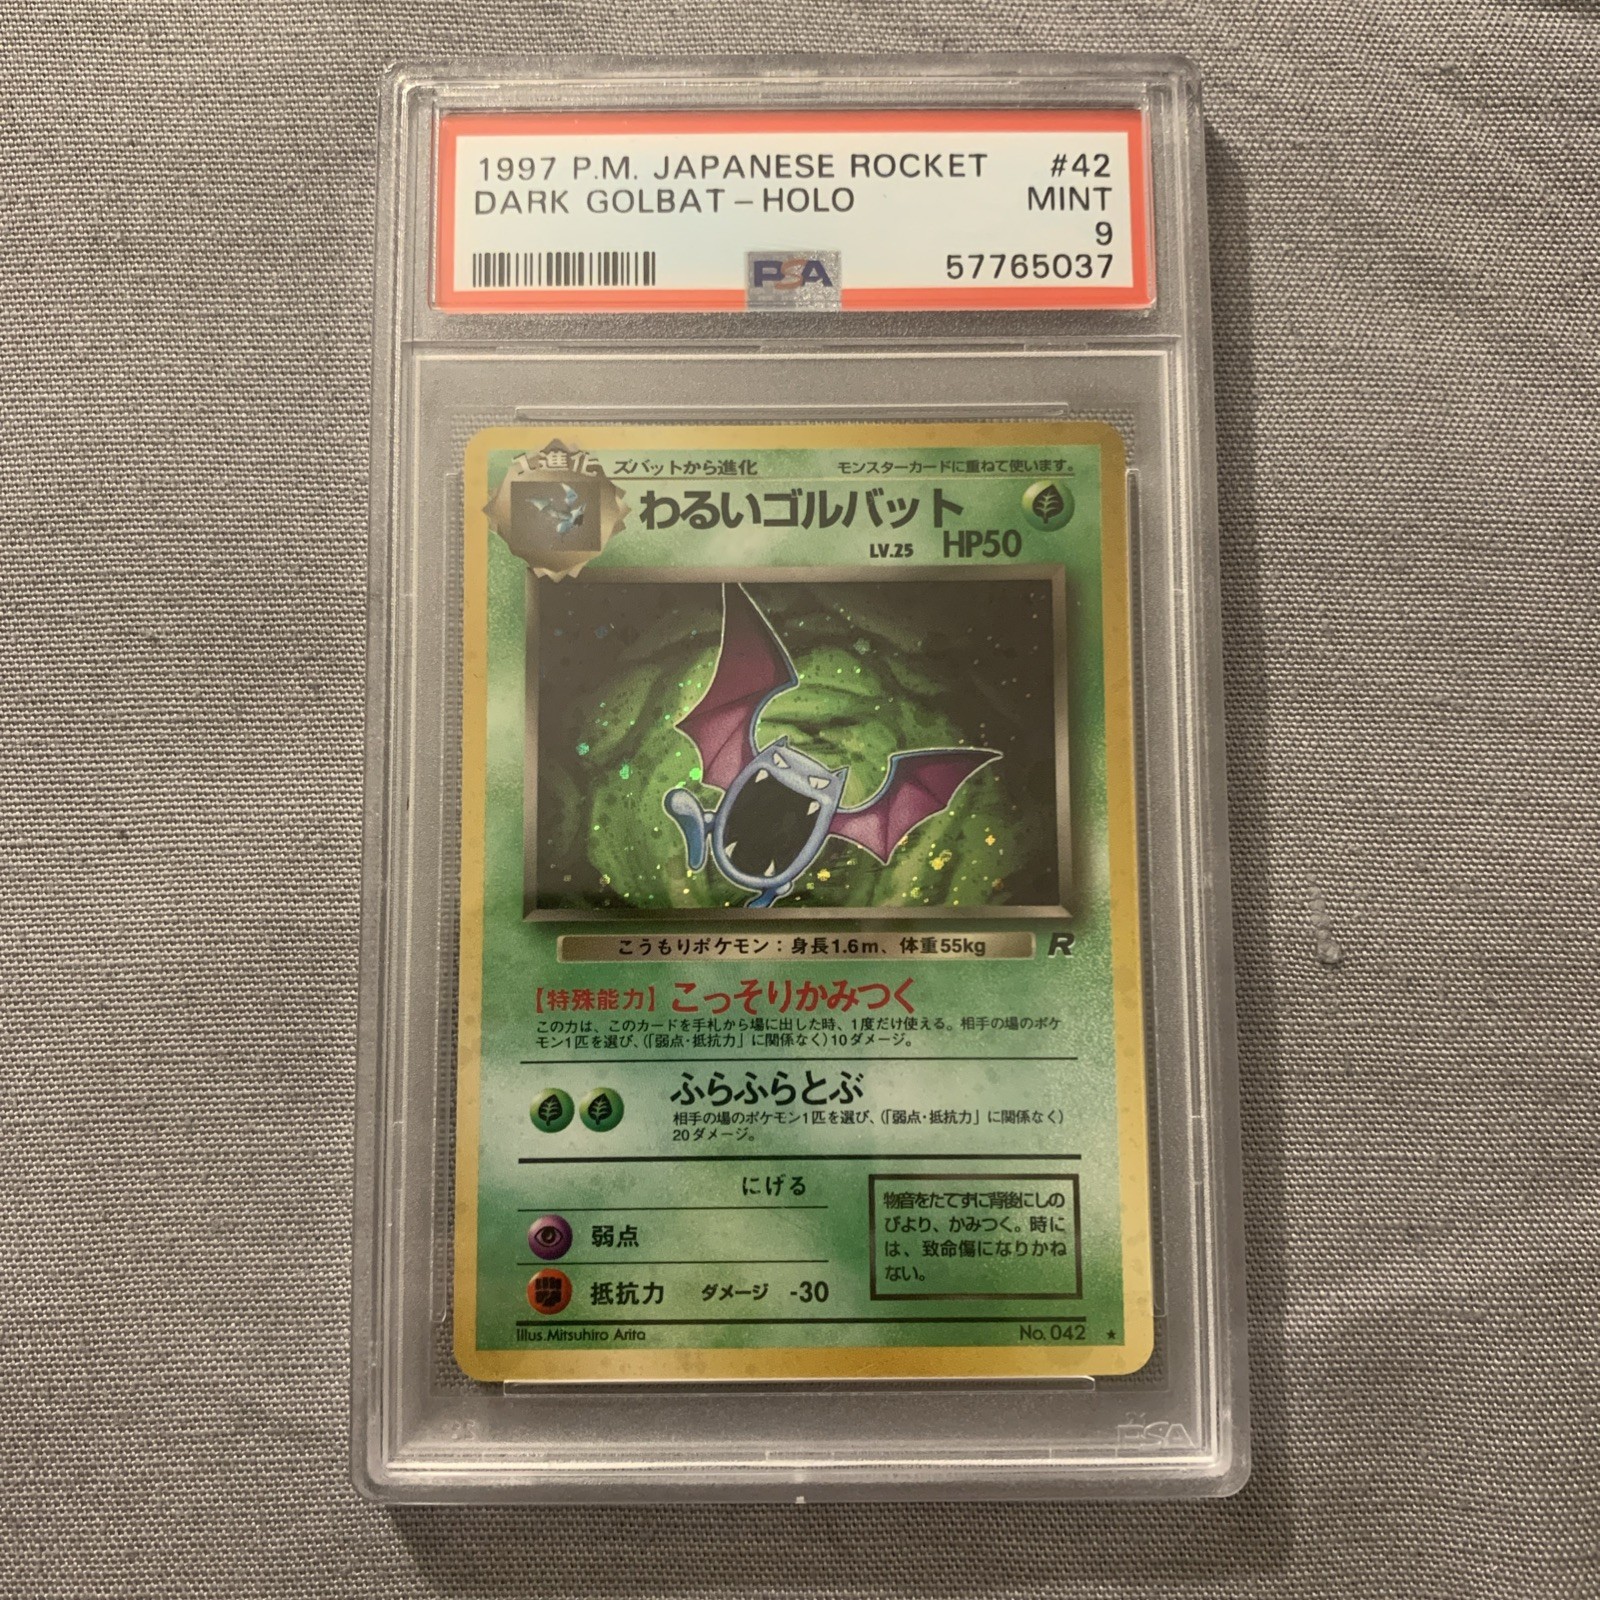 1997 P.M. JAPANESE ROCKET #42
DARK GOLBAT - HOLO MINT
9
PSA 57765037
1進化 ズバットから進化 モンスターカードに重ねて使います。
わるいゴルバット
LV.25 HP50
こうもりポケモン：身長1.6m、体重55kg R
【特殊能力】こっそりかみつく
この力は、このカードを手札から場に出した時、1度だけ使える。相手の場のポケ
モン1匹を選び、(「弱点・抵抗力」に関係なく)10ダメージ。
ふらふらとぶ
相手の場のポケモン1匹を選び、(「弱点・抵抗力」に関係なく)
20ダメージ。
にげる
弱点
抵抗力 ダメージ -30
物音をたてずに背後にしの
びより、かみつく。時に
は、致命傷になりかね
ない。
Illus. Mitsuhiro Arita No. 042 ★
PSA